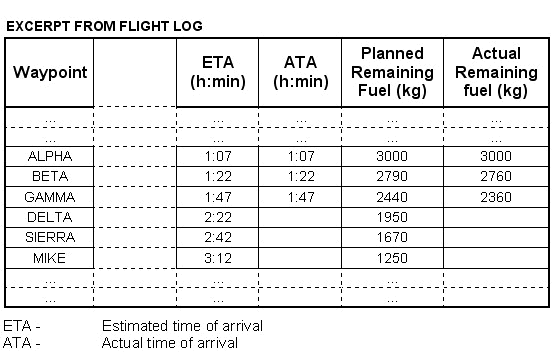 EXCERPT FROM FLIGHT LOG
Waypoint ETA (h:min) ATA (h:min) Planned Remaining Fuel (kg) Actual Remaining fuel (kg)
... ... ... ... ...
... ... ... ... ...
ALPHA 1:07 1:07 3000 3000
BETA 1:22 1:22 2790 2760
GAMMA 1:47 1:47 2440 2360
DELTA 2:22 1950
SIERRA 2:42 1670
MIKE 3:12 1250
... ... ... ... ...
... ... ... ... ...
ETA - Estimated time of arrival
ATA - Actual time of arrival